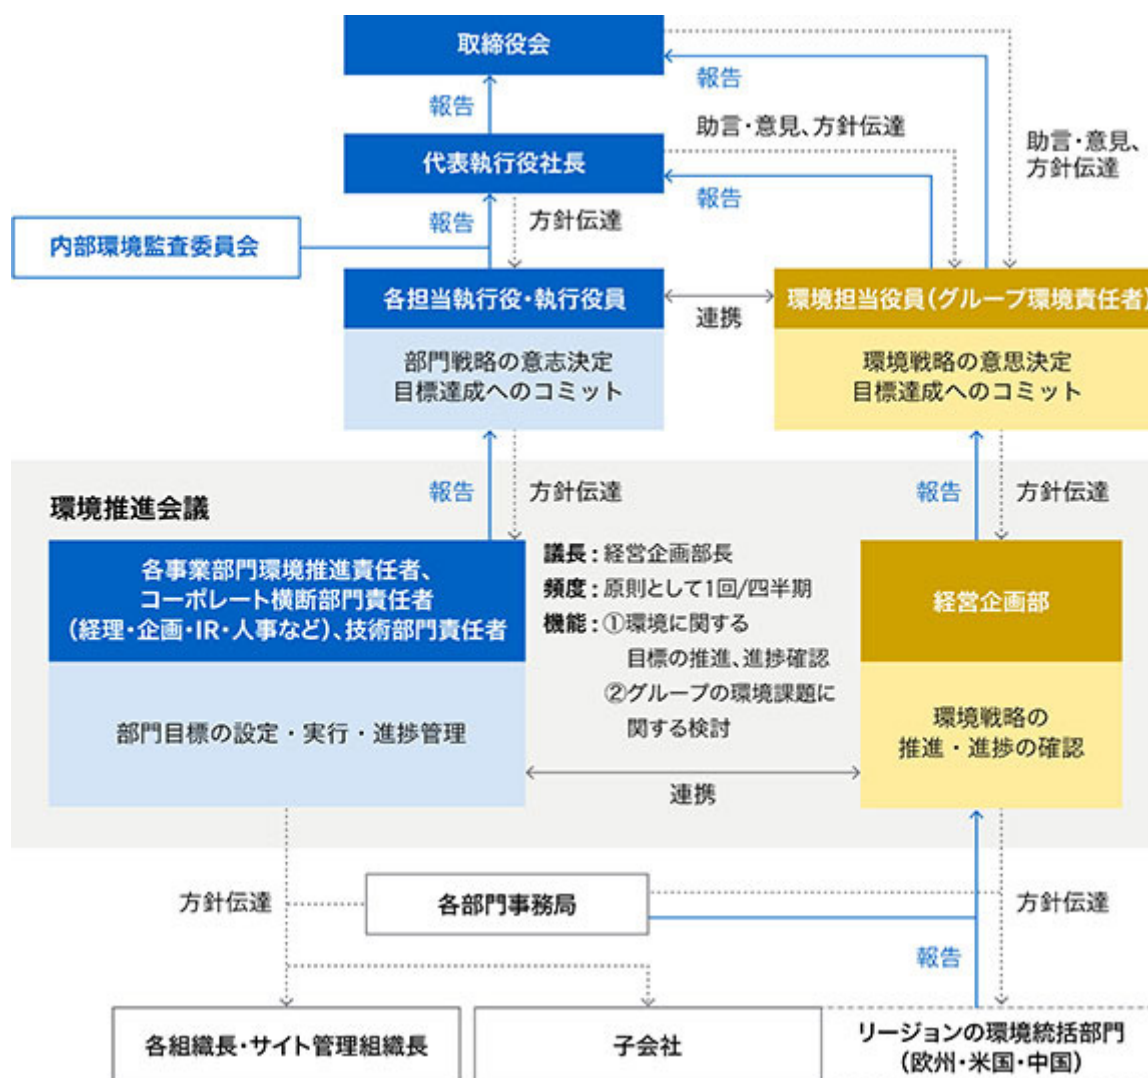 取締役会
報告
報告
助言・意見、方針伝達
助言・意見、
方針伝達
代表執行役社長
報告
報告
方針伝達
内部環境監査委員会
各担当執行役・執行役員
連携
環境担当役員(グループ環境責任者)
部門戦略の意志決定
目標達成へのコミット
環境戦略の意思決定
目標達成へのコミット
報告
方針伝達
報告
方針伝達
環境推進会議
各事業部門環境推進責任者、
コーポレート横断部門責任者
(経理・企画・IR・人事など)、技術部門責任者
部門目標の設定・実行・進捗管理
議長：経営企画部長
頻度：原則として1回/四半期
機能：①環境に関する
目標の推進、進捗確認
②グループの環境課題に
関する検討
経営企画部
環境戦略の
推進・進捗の確認
連携
方針伝達
各部門事務局
方針伝達
報告
各組織長・サイト管理組織長
子会社
リージョンの環境統括部門
(欧州・米国・中国)